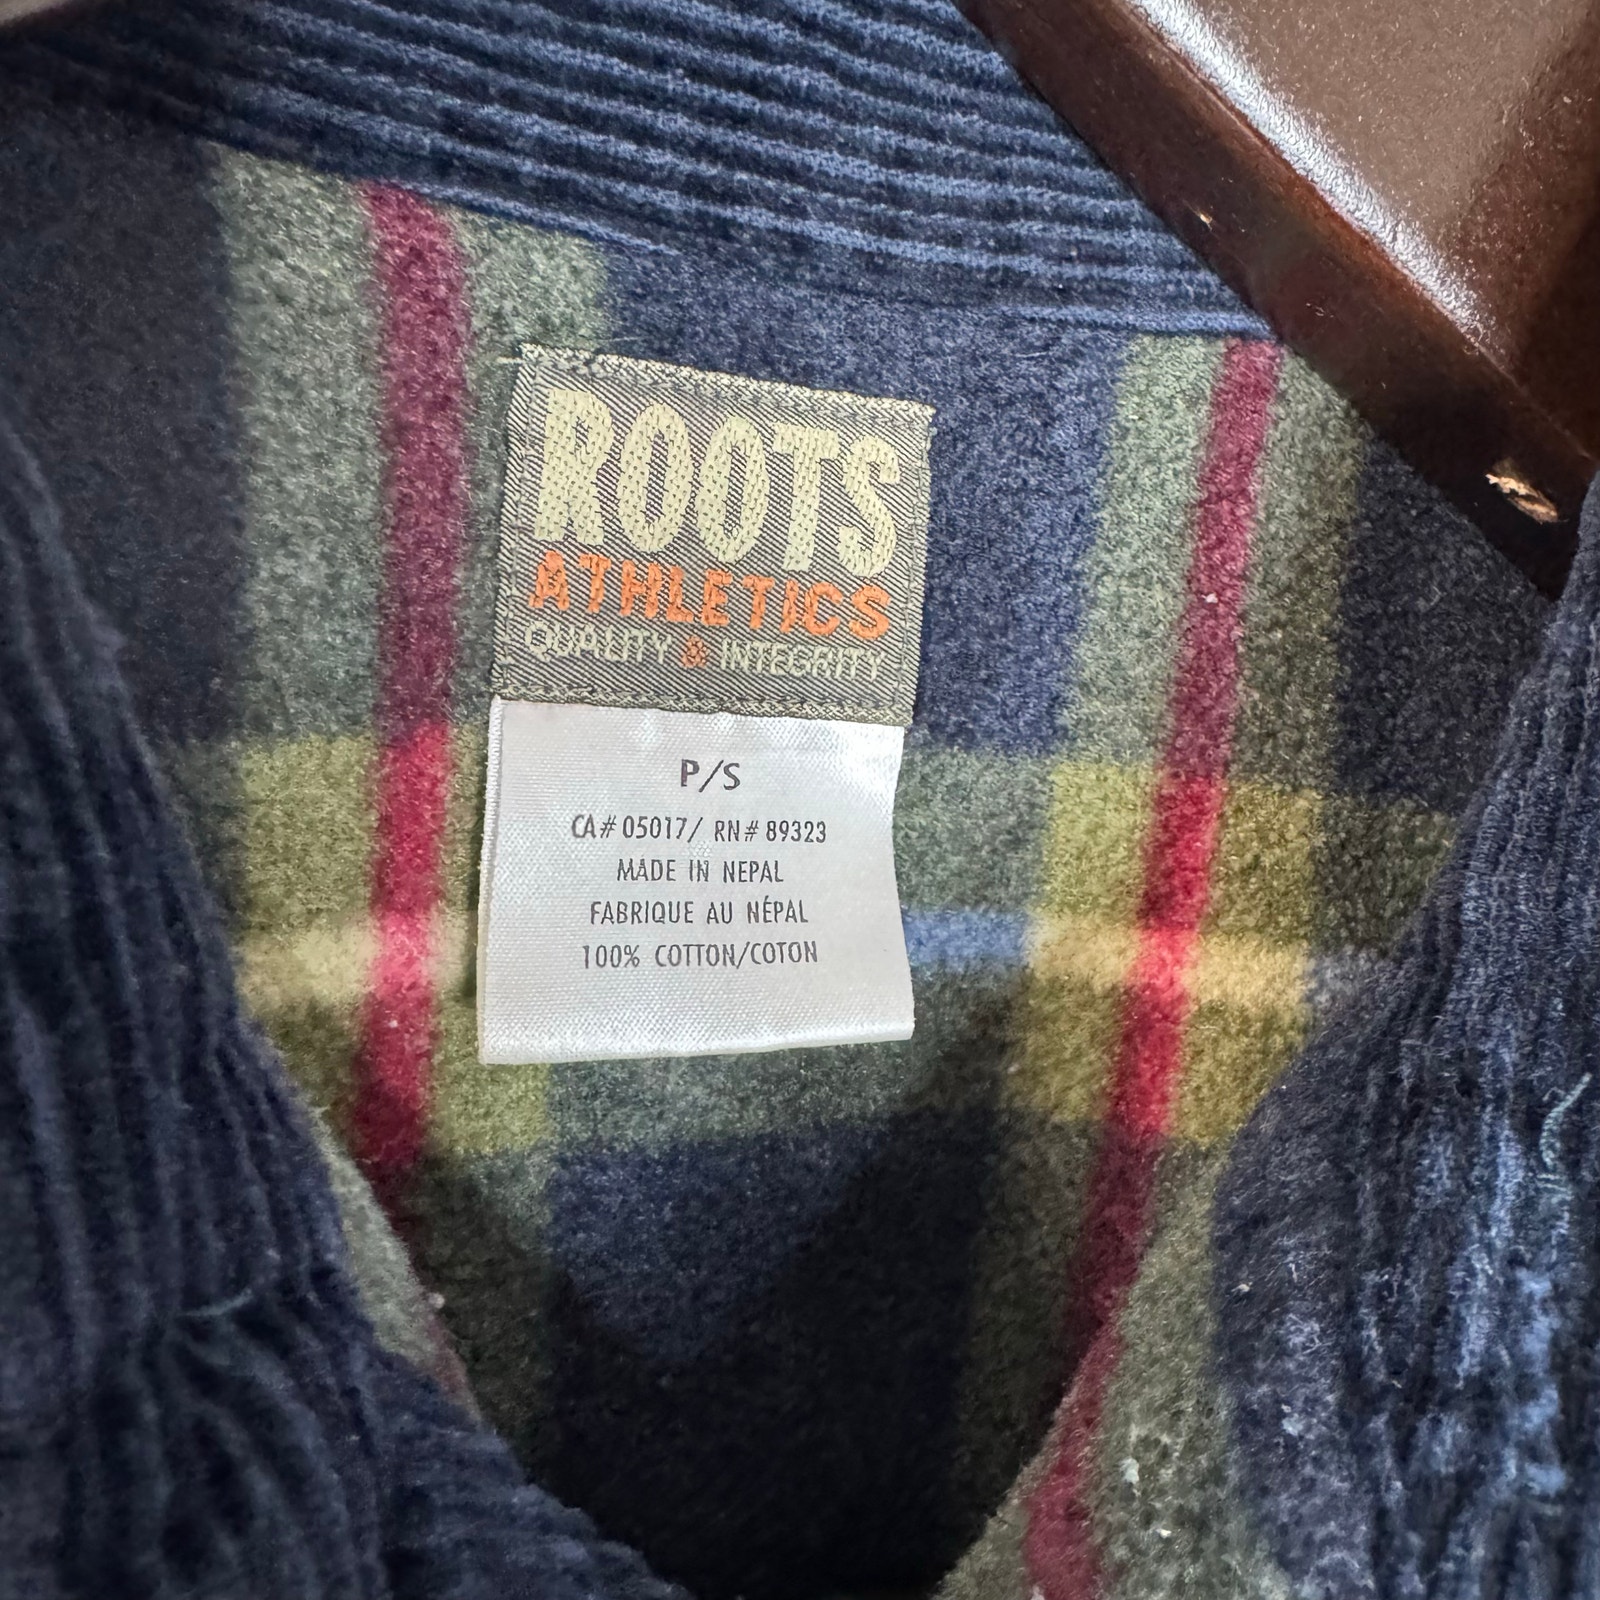 ROOTS
ATHLETICS
QUALITY & INTEGRITY
P/S
CA# 05017/ RN# 89323
MADE IN NEPAL
FABRIQUE AU NÉPAL
100% COTTON/COTON